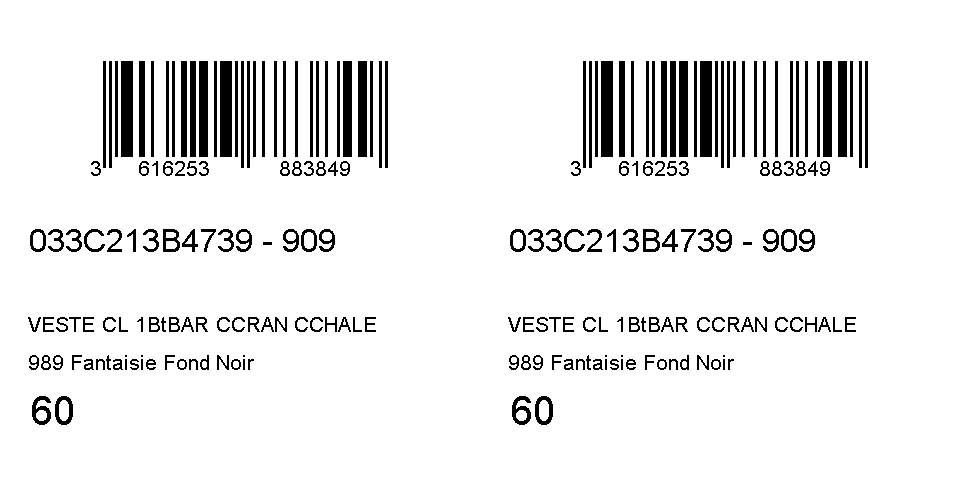 3 616253 883849
033C213B4739 - 909
VESTE CL 1BtBAR CCRAN CCHALE
989 Fantaisie Fond Noir
60
3 616253 883849
033C213B4739 - 909
VESTE CL 1BtBAR CCRAN CCHALE
989 Fantaisie Fond Noir
60